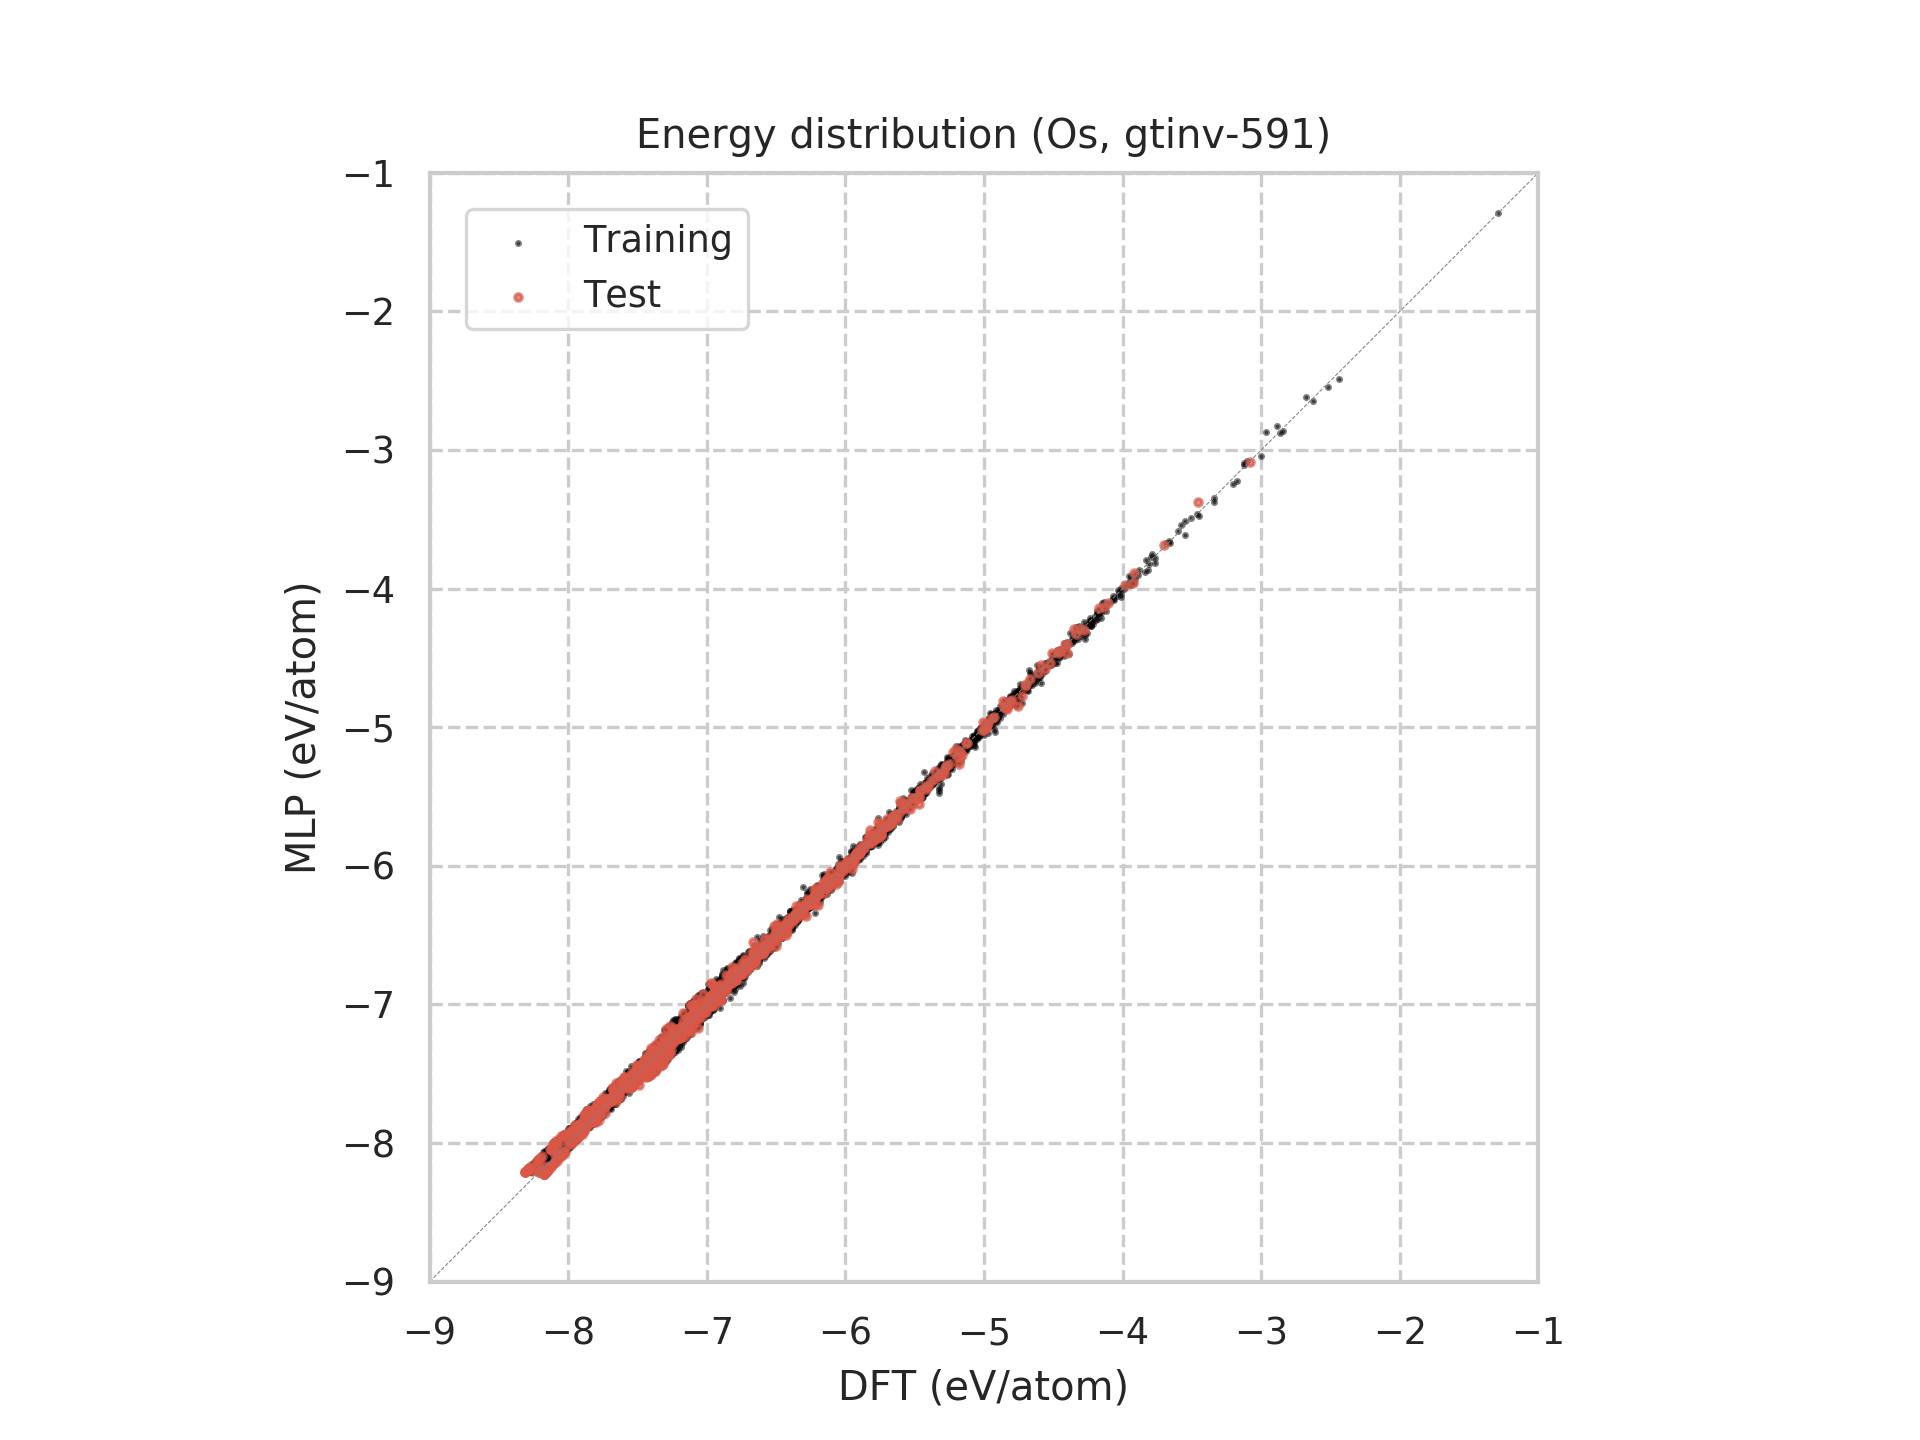 Energy distribution (Os, gtinv-591)
−1
−2
−3
−4
−5
−6
−7
−8
−9
Training
Test
MLP (eV/atom)
−9 −8 −7 −6 −5 −4 −3 −2 −1
DFT (eV/atom)